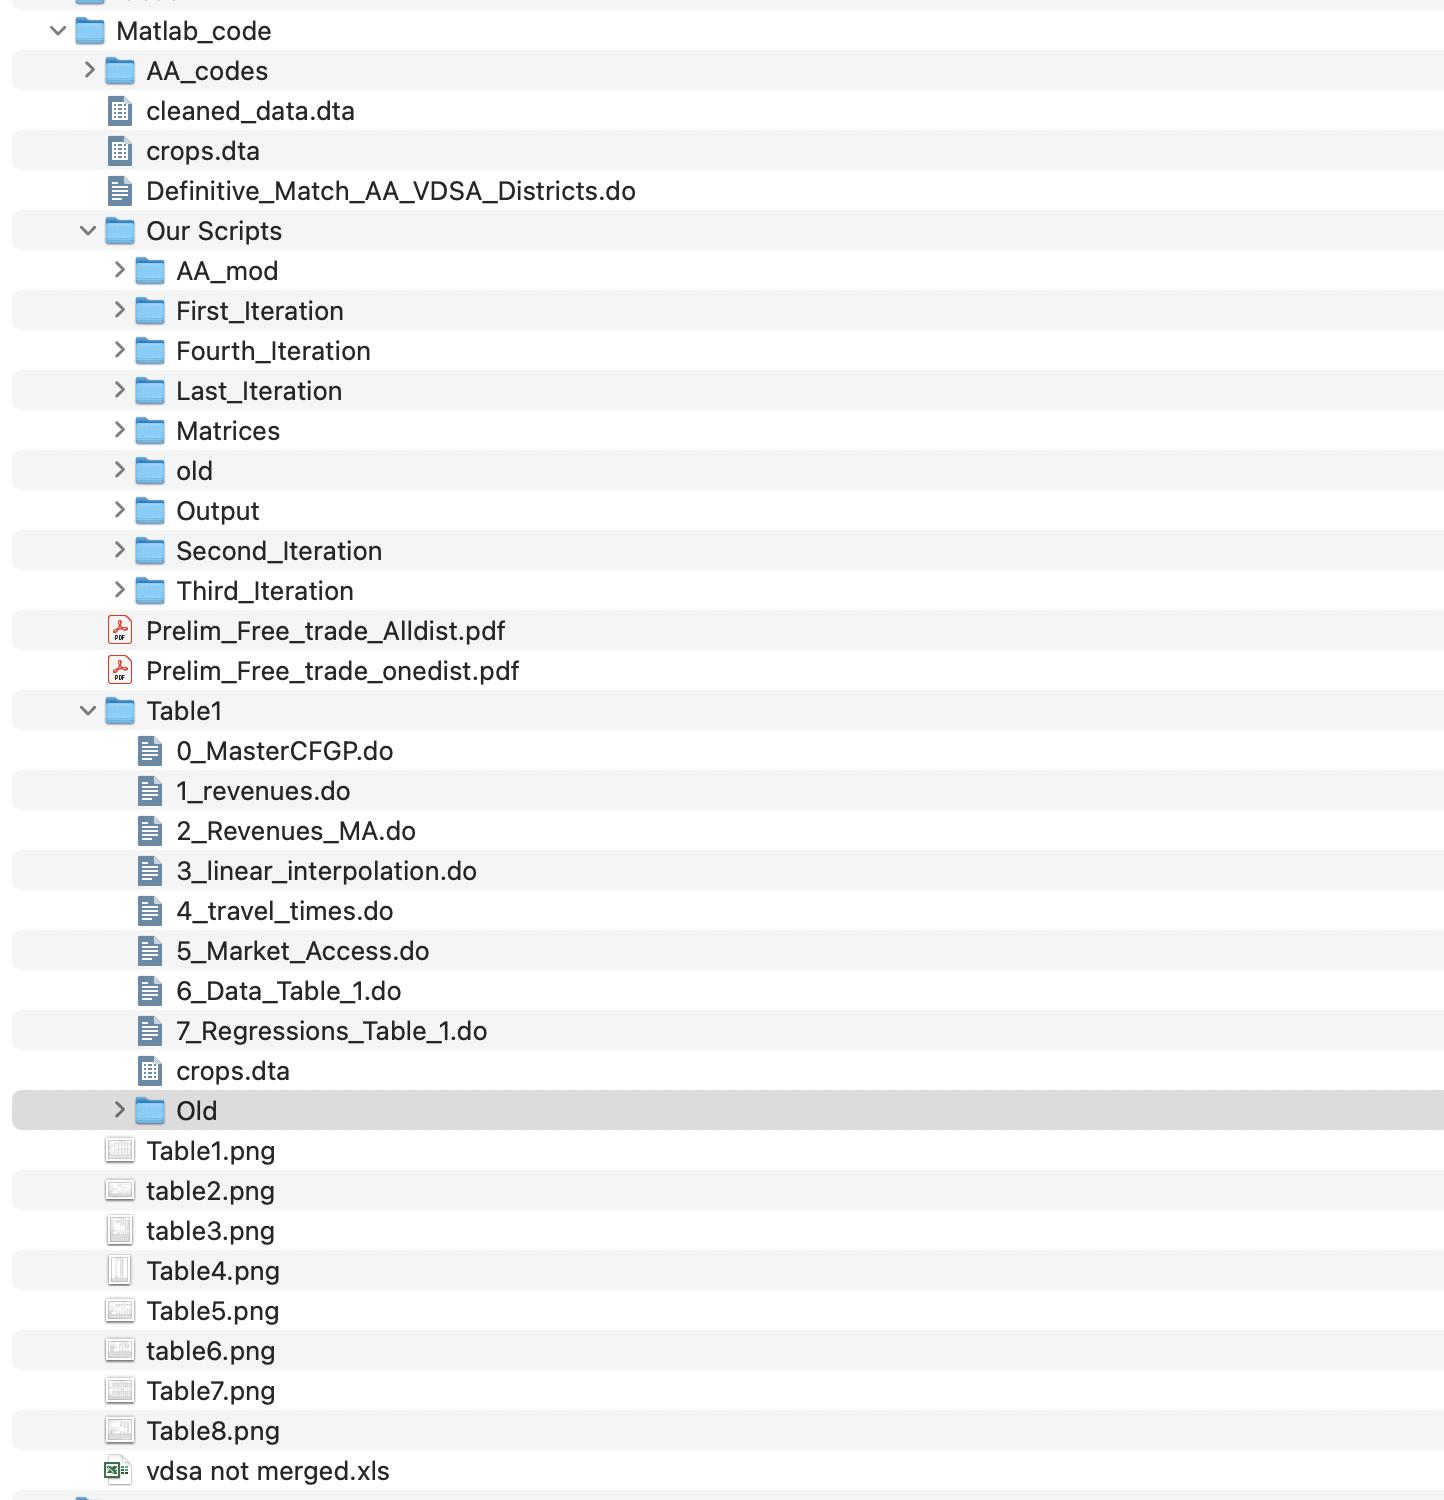 Matlab_code
AA_codes
cleaned_data.dta
crops.dta
Definitive_Match_AA_VDSA_Districts.do
Our Scripts
AA_mod
First_Iteration
Fourth_Iteration
Last_Iteration
Matrices
old
Output
Second_Iteration
Third_Iteration
Prelim_Free_trade_Alldist.pdf
Prelim_Free_trade_onedist.pdf
Table1
0_MasterCFGP.do
1_revenues.do
2_Revenues_MA.do
3_linear_interpolation.do
4_travel_times.do
5_Market_Access.do
6_Data_Table_1.do
7_Regressions_Table_1.do
crops.dta
Old
Table1.png
table2.png
table3.png
Table4.png
Table5.png
table6.png
Table7.png
Table8.png
vdsa not merged.xls